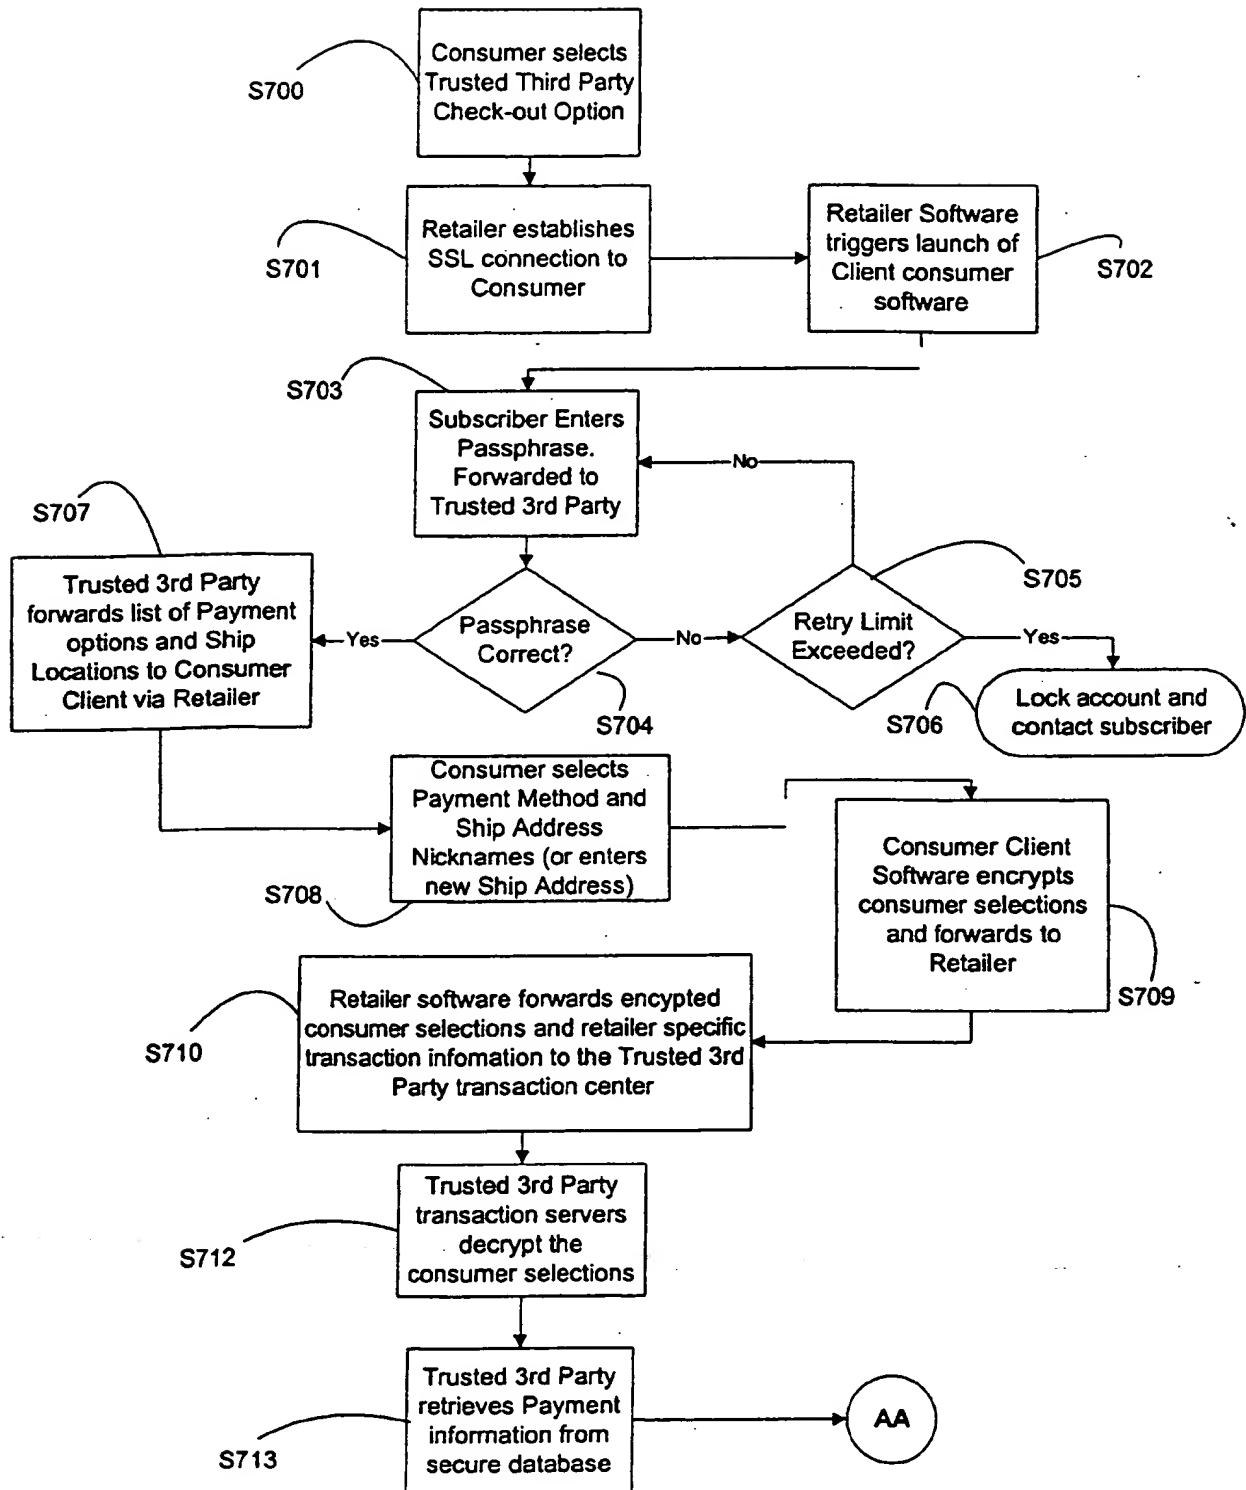 Consumer selects
Trusted Third Party
Check-out Option
S700
Retailer establishes
SSL connection to
Consumer
S701
Retailer Software
triggers launch of
Client consumer
software
S702
S703
Subscriber Enters
Passphrase.
Forwarded to
Trusted 3rd Party
No
S707
Trusted 3rd Party
forwards list of Payment
options and Ship
Locations to Consumer
Client via Retailer
Yes
Passphrase
Correct?
S704
No
Retry Limit
Exceeded?
S705
Yes
S706
Lock account and
contact subscriber
Consumer selects
Payment Method and
Ship Address
Nicknames (or enters
new Ship Address)
S708
Consumer Client
Software encrypts
consumer selections
and forwards to
Retailer
S709
Retailer software forwards encypted
consumer selections and retailer specific
transaction infomation to the Trusted 3rd
Party transaction center
S710
Trusted 3rd Party
transaction servers
decrypt the
consumer selections
S712
Trusted 3rd Party
retrieves Payment
information from
secure database
S713
AA